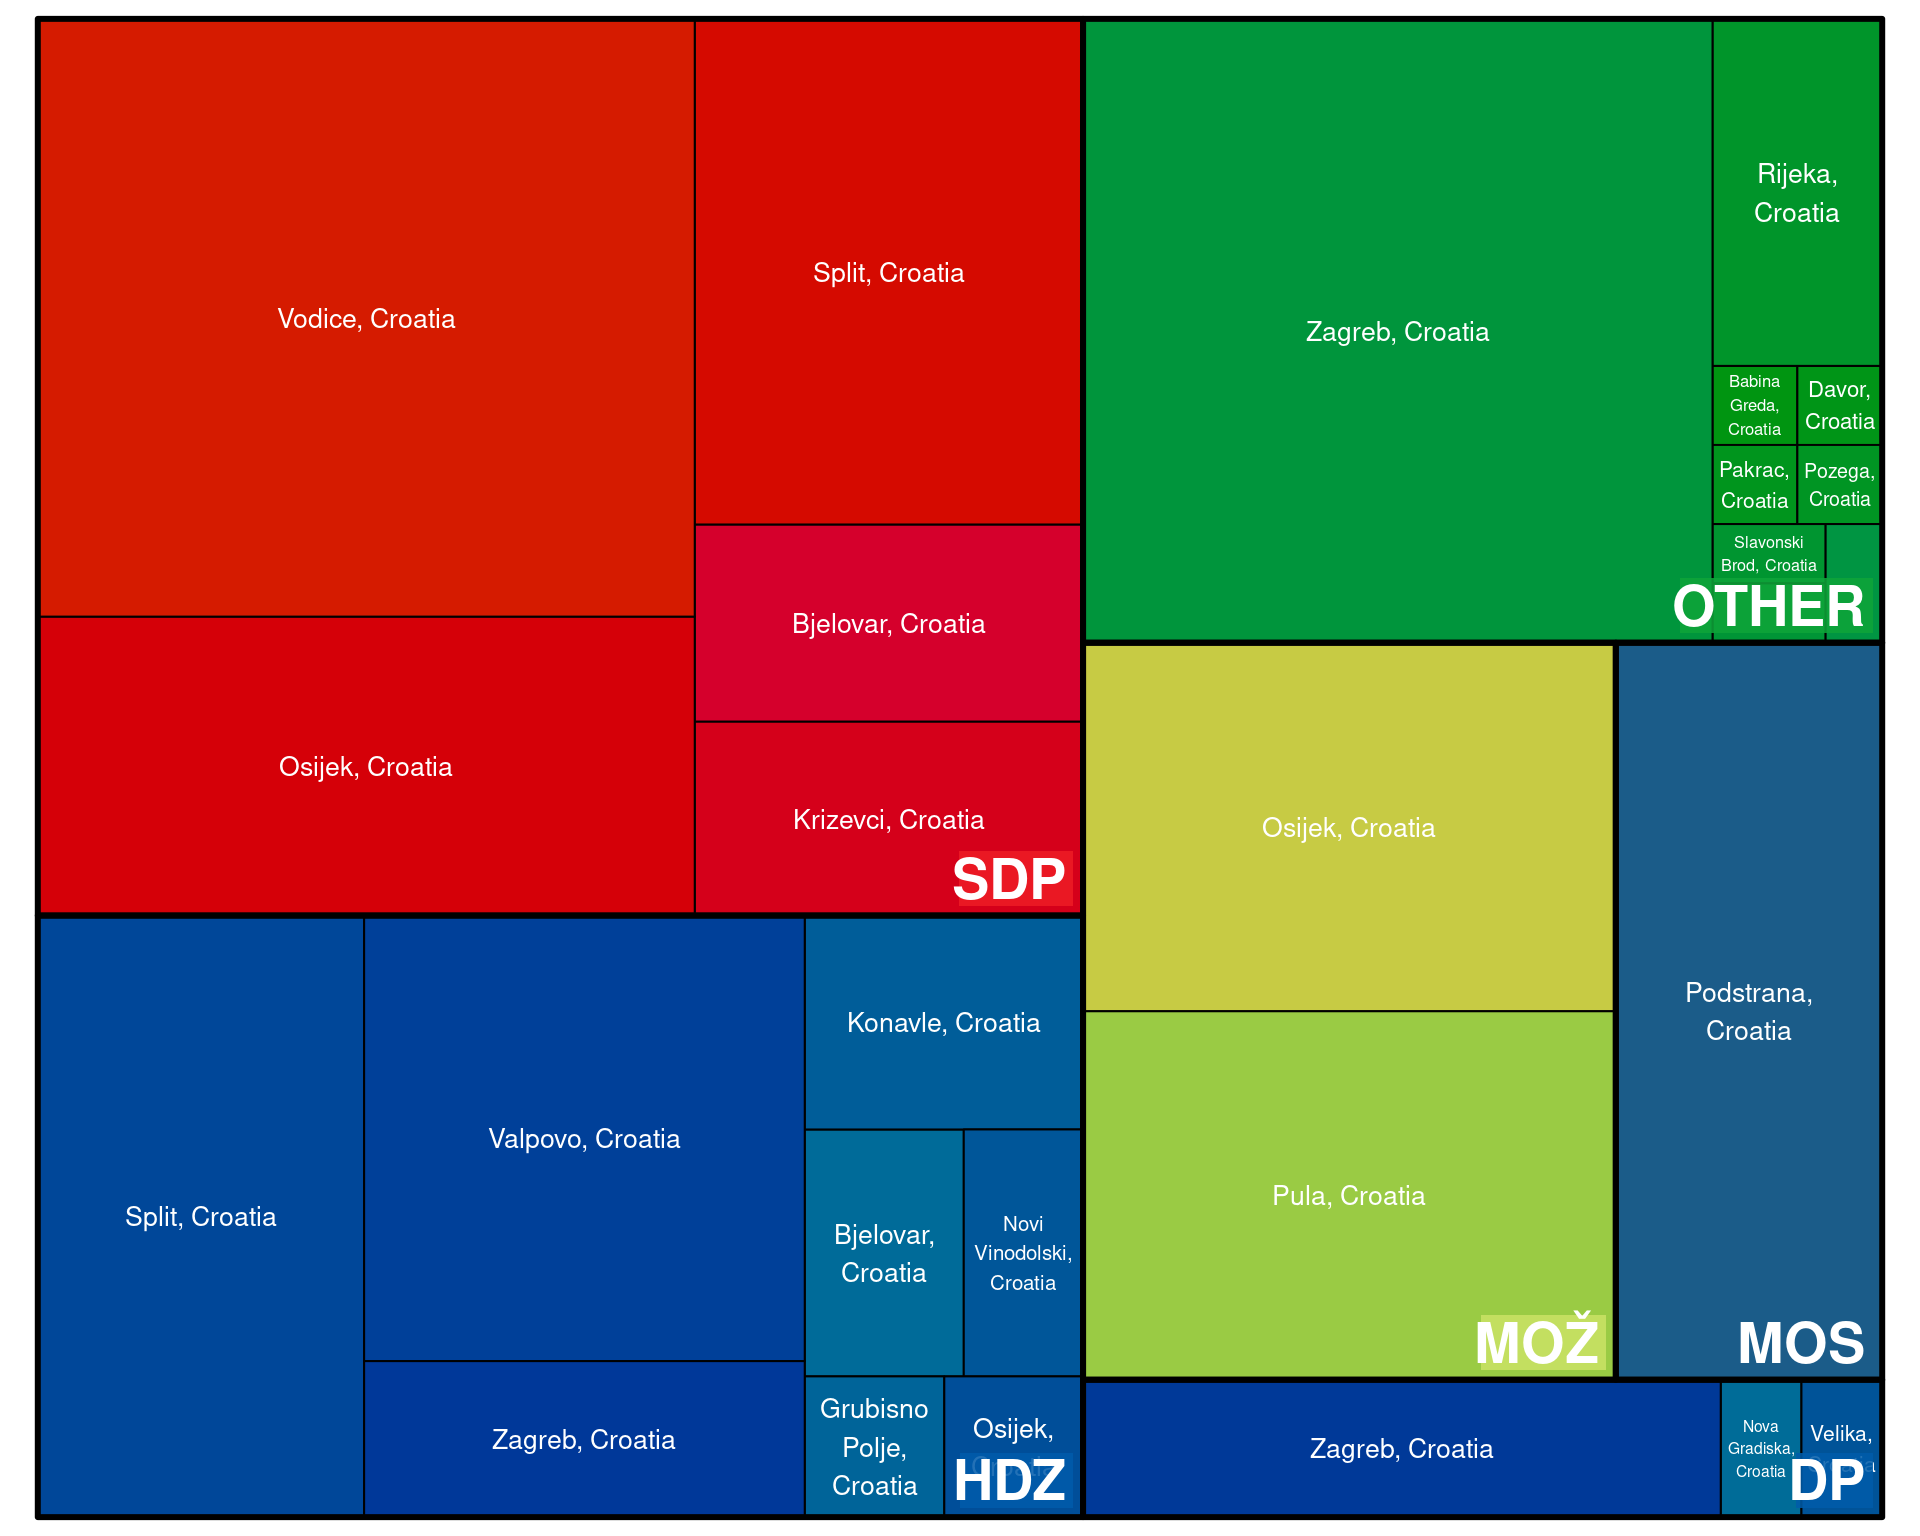 Vodice, Croatia
Split, Croatia
Osijek, Croatia
Bjelovar, Croatia
Krizevci, Croatia
SDP
Zagreb, Croatia
Rijeka,
Croatia
Babina
Greda,
Croatia
Davor,
Croatia
Pakrac,
Croatia
Pozega,
Croatia
Slavonski
Brod, Croatia
OTHER
Osijek, Croatia
Pula, Croatia
MOŽ
Podstrana,
Croatia
MOS
Split, Croatia
Valpovo, Croatia
Zagreb, Croatia
Konavle, Croatia
Bjelovar,
Croatia
Novi
Vinodolski,
Croatia
Grubisno
Polje,
Croatia
Osijek,
HDZ
Zagreb, Croatia
Nova
Gradiska,
Croatia
Velika,
DP